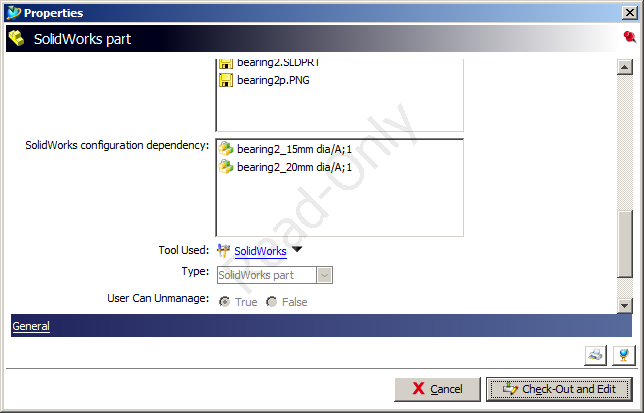 Properties
SolidWorks part
bearing2.SLDPRT
bearing2p.PNG
SolidWorks configuration dependency:
bearing2_15mm dia/A;1
bearing2_20mm dia/A;1
Read-Only
Tool Used: SolidWorks
Type: SolidWorks part
User Can Unmanage: True False
General
Cancel Check-Out and Edit